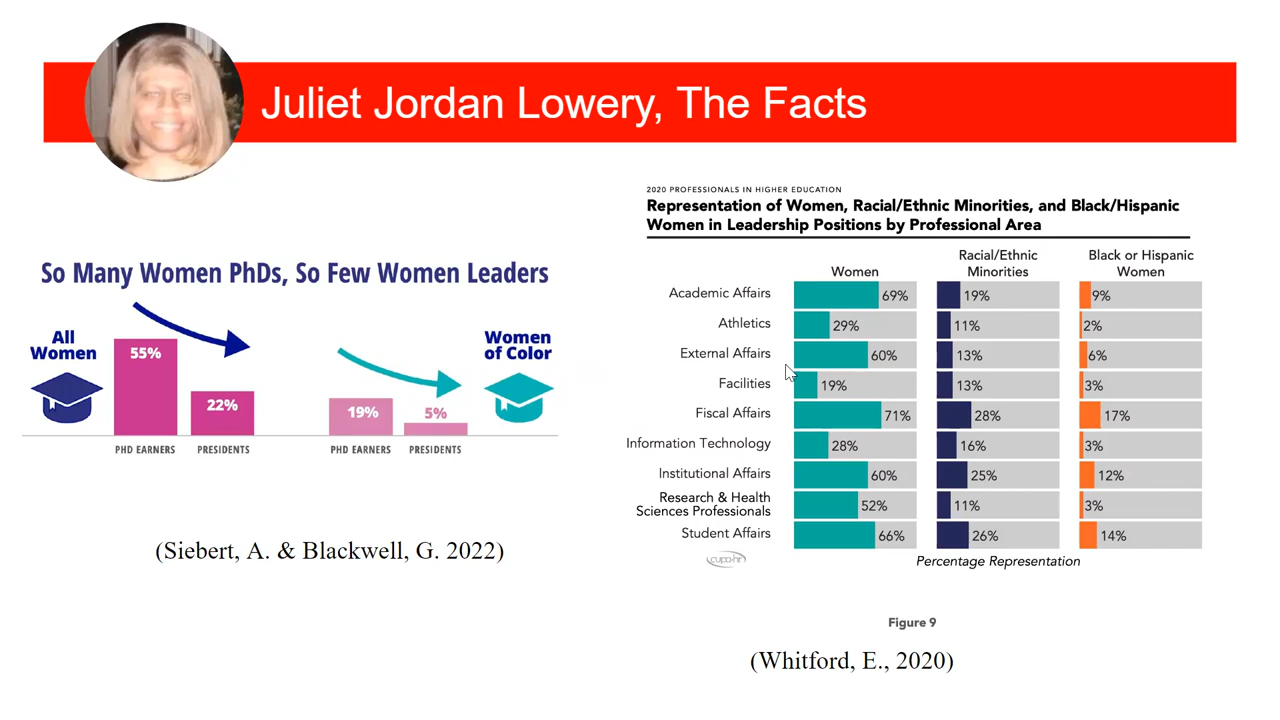 Juliet Jordan Lowery, The Facts
So Many Women PhDs, So Few Women Leaders
All
Women
55%
22%
PHD EARNERS
PRESIDENTS
19%
5%
PHD EARNERS
PRESIDENTS
Women
of Color
(Siebert, A. & Blackwell, G. 2022)
2020 PROFESSIONALS IN HIGHER EDUCATION
Representation of Women, Racial/Ethnic Minorities, and Black/Hispanic
Women in Leadership Positions by Professional Area
Women
Racial/Ethnic
Minorities
Black or Hispanic
Women
Academic Affairs 69% 19% 9%
Athletics 29% 11% 2%
External Affairs 60% 13% 6%
Facilities 19% 13% 3%
Fiscal Affairs 71% 28% 17%
Information Technology 28% 16% 3%
Institutional Affairs 60% 25% 12%
Research & Health
Sciences Professionals 52% 11% 3%
Student Affairs 66% 26% 14%
cupa-hr
Percentage Representation
Figure 9
(Whitford, E., 2020)